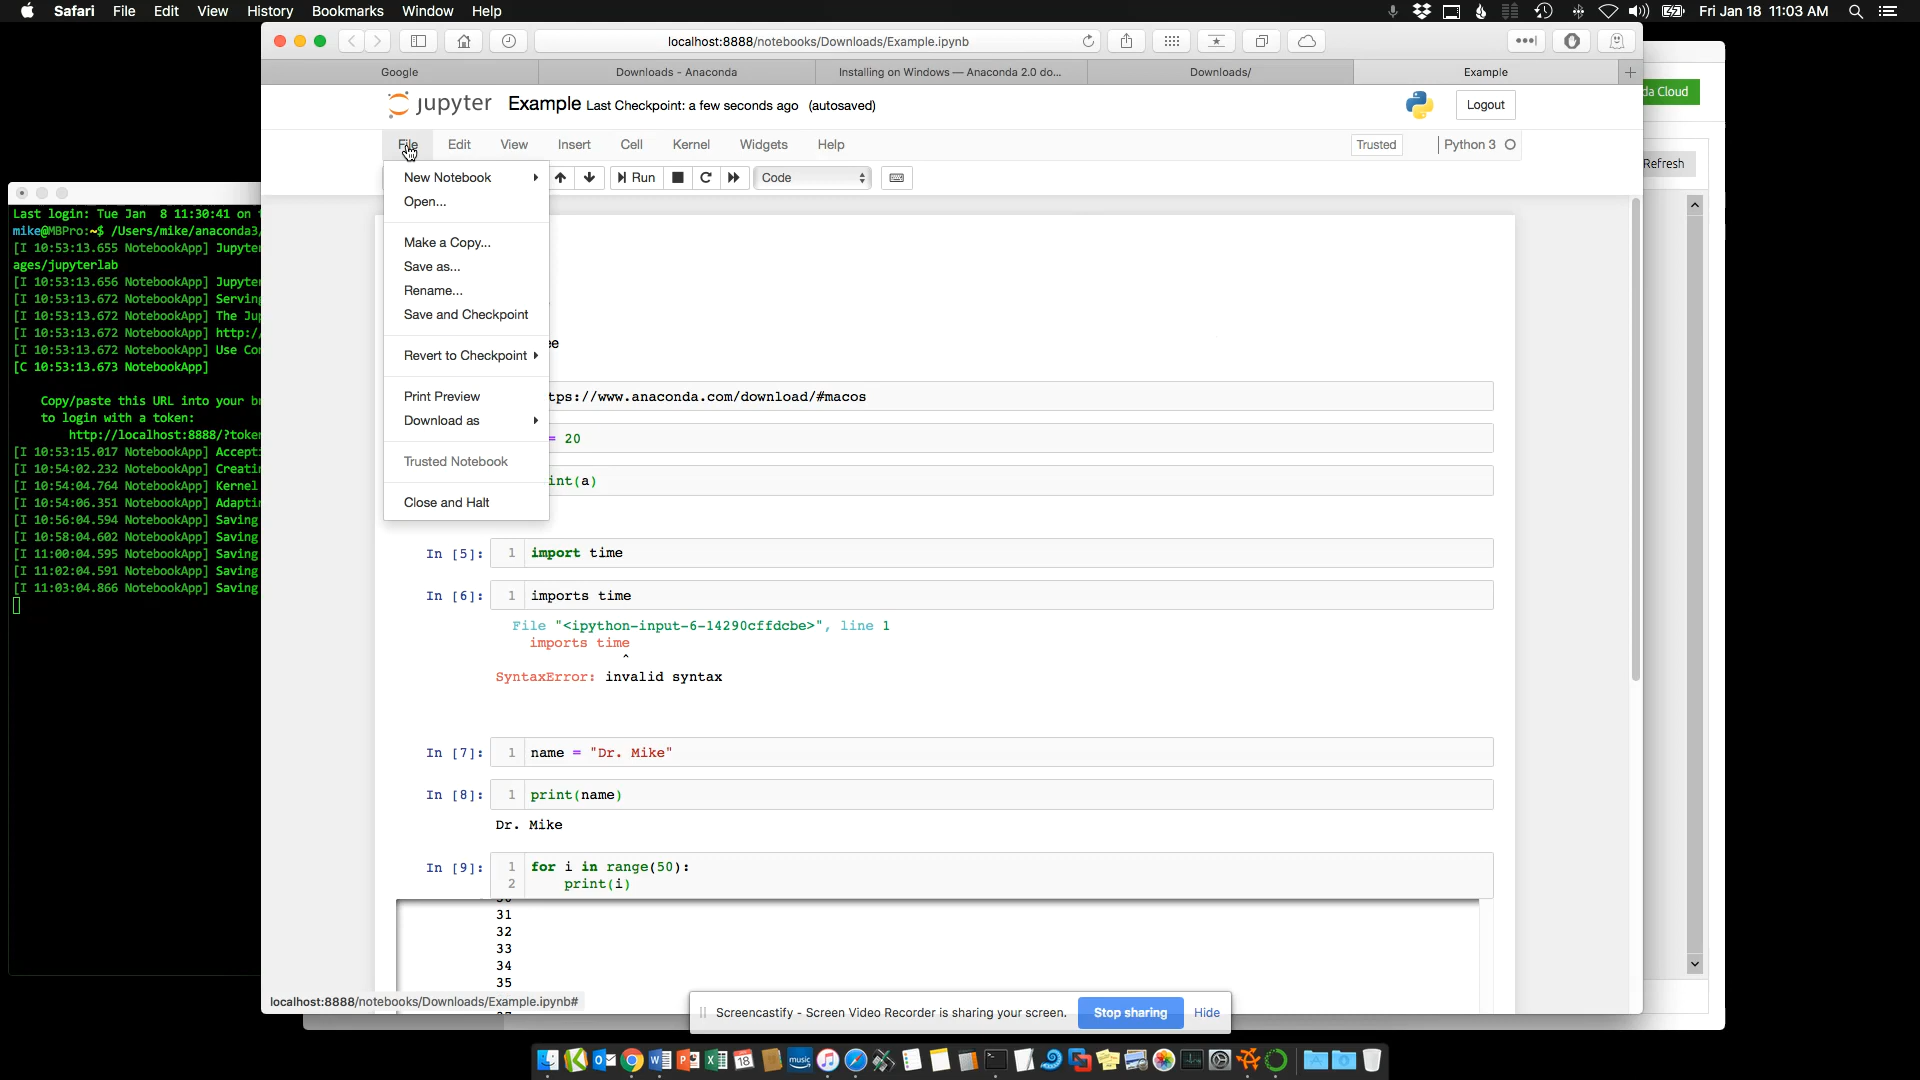 Safari File Edit View History Bookmarks Window Help
Fri Jan 18 11:03 AM
localhost:8888/notebooks/Downloads/Example.ipynb
Google
Downloads - Anaconda
Installing on Windows — Anaconda 2.0 do...
Downloads/
Example
jupyter Example Last Checkpoint: a few seconds ago (autosaved)
Logout
File Edit View Insert Cell Kernel Widgets Help
Trusted
Python 3
Run
Code
New Notebook
Open...
Make a Copy...
Save as...
Rename...
Save and Checkpoint
Revert to Checkpoint
Print Preview
Download as
Trusted Notebook
Close and Halt
ee
tps://www.anaconda.com/download/#macos
= 20
int(a)
In [5]: 1 import time
In [6]: 1 imports time
File "<ipython-input-6-14290cffdcbe>", line 1
imports time
^
SyntaxError: invalid syntax
In [7]: 1 name = "Dr. Mike"
In [8]: 1 print(name)
Dr. Mike
In [9]: 1 for i in range(50):
2 print(i)
31
32
33
34
35
localhost:8888/notebooks/Downloads/Example.ipynb#
Screencastify - Screen Video Recorder is sharing your screen.
Stop sharing
Hide
Last login: Tue Jan 8 11:30:41 on
mike@MBPro:~$ /Users/mike/anaconda3/
[I 10:53:13.655 NotebookApp] Jupyte
ages/jupyterlab
[I 10:53:13.656 NotebookApp] Jupyte
[I 10:53:13.672 NotebookApp] Serving
[I 10:53:13.672 NotebookApp] The Ju
[I 10:53:13.672 NotebookApp] http:/
[I 10:53:13.672 NotebookApp] Use Co
[C 10:53:13.673 NotebookApp]
Copy/paste this URL into your b
to login with a token:
http://localhost:8888/?toke
[I 10:53:15.017 NotebookApp] Accept
[I 10:54:02.232 NotebookApp] Creati
[I 10:54:04.764 NotebookApp] Kernel
[I 10:54:06.351 NotebookApp] Adapti
[I 10:56:04.594 NotebookApp] Saving
[I 10:58:04.602 NotebookApp] Saving
[I 11:00:04.595 NotebookApp] Saving
[I 11:02:04.591 NotebookApp] Saving
[I 11:03:04.866 NotebookApp] Saving
da Cloud
Refresh
18
music